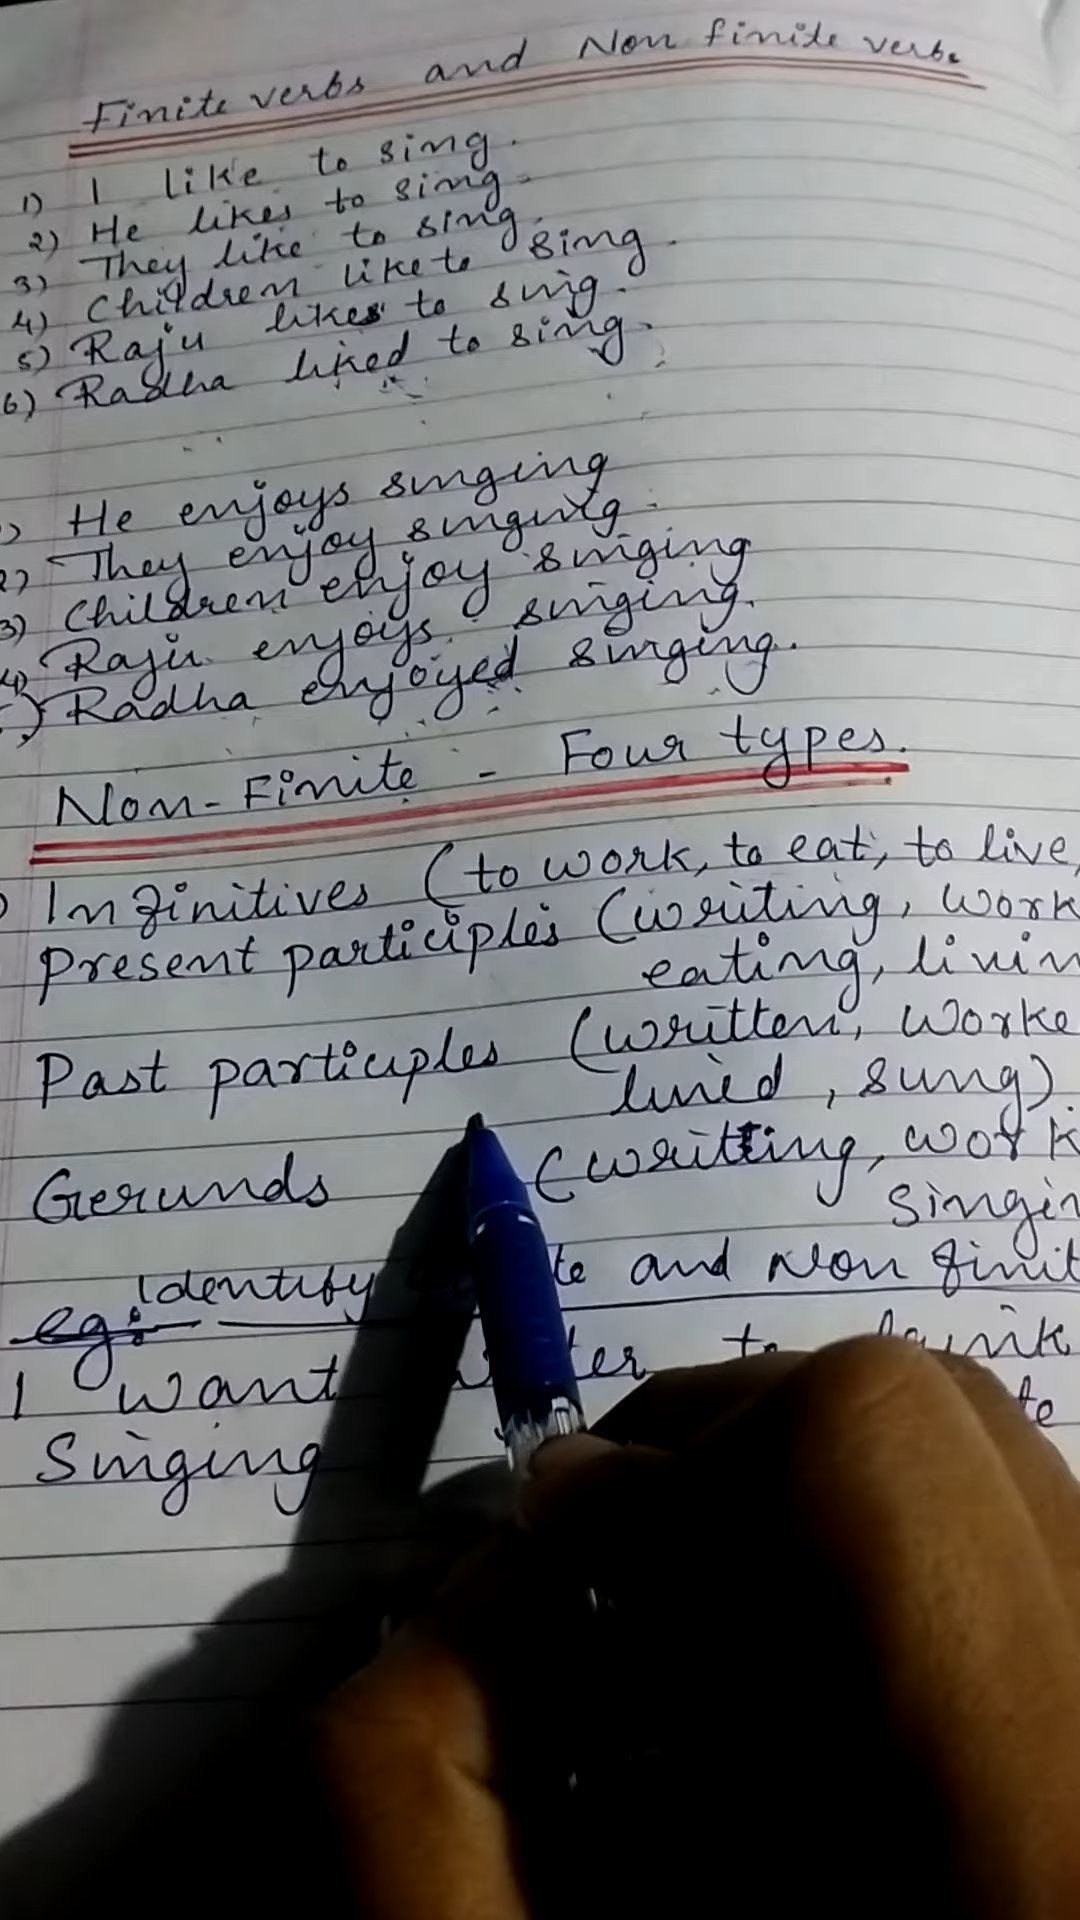 Finite verbs and Non finite verbs
1) I like to sing.
2) He likes to sing.
3) They like to sing.
4) Children like to sing.
5) Raju likes to sing.
6) Radha liked to sing.
He enjoys singing
2) They enjoy singing.
3) Children enjoy singing
4) Raju enjoys singing.
Radha enjoyed singing.
Non-Finite - Four types.
Infinitives (to work, to eat, to live,
Present participles (writing, work
eating, livin
Past participles (written, worke
lived, sung)
Gerunds (writing, work
Singin
Identify and Non finit
eg:
I want to
Singing